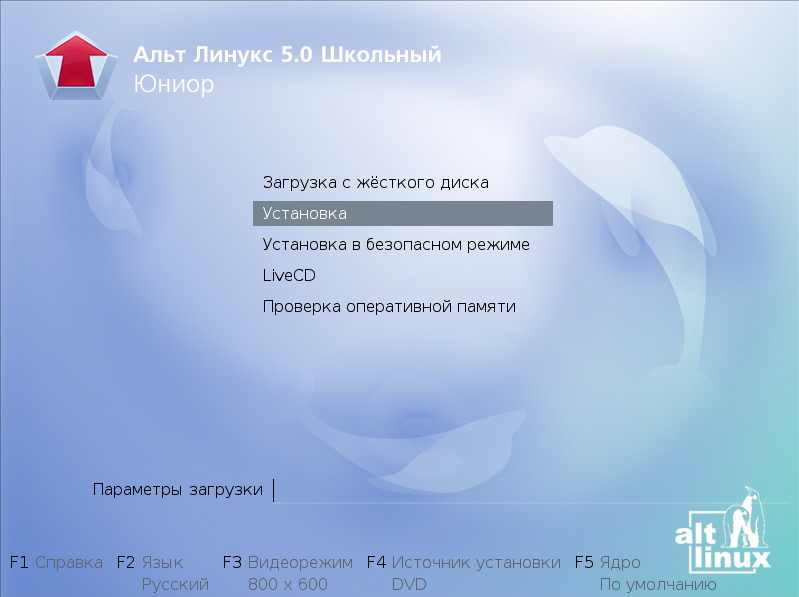 Альт Линукс 5.0 Школьный
Юниор
Загрузка с жёсткого диска
Установка
Установка в безопасном режиме
LiveCD
Проверка оперативной памяти
Параметры загрузки
alt
linux
F1 Справка F2 Язык F3 Видеорежим F4 Источник установки F5 Ядро
Русский 800 x 600 DVD По умолчанию